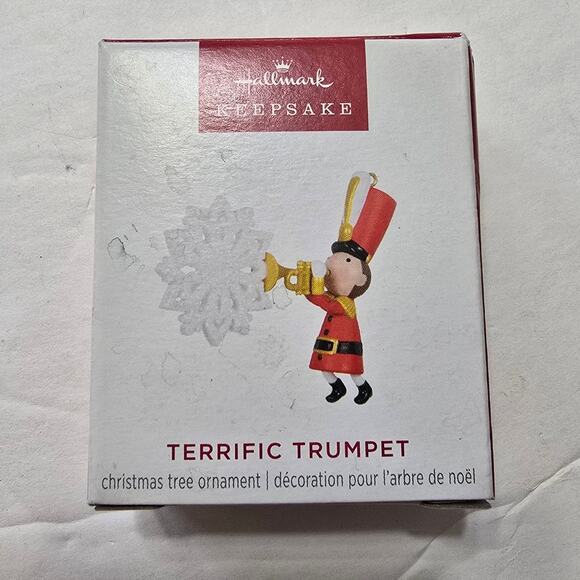 Hallmark
KEEPSAKE
TERRIFIC TRUMPET
christmas tree ornament | décoration pour l'arbre de noël